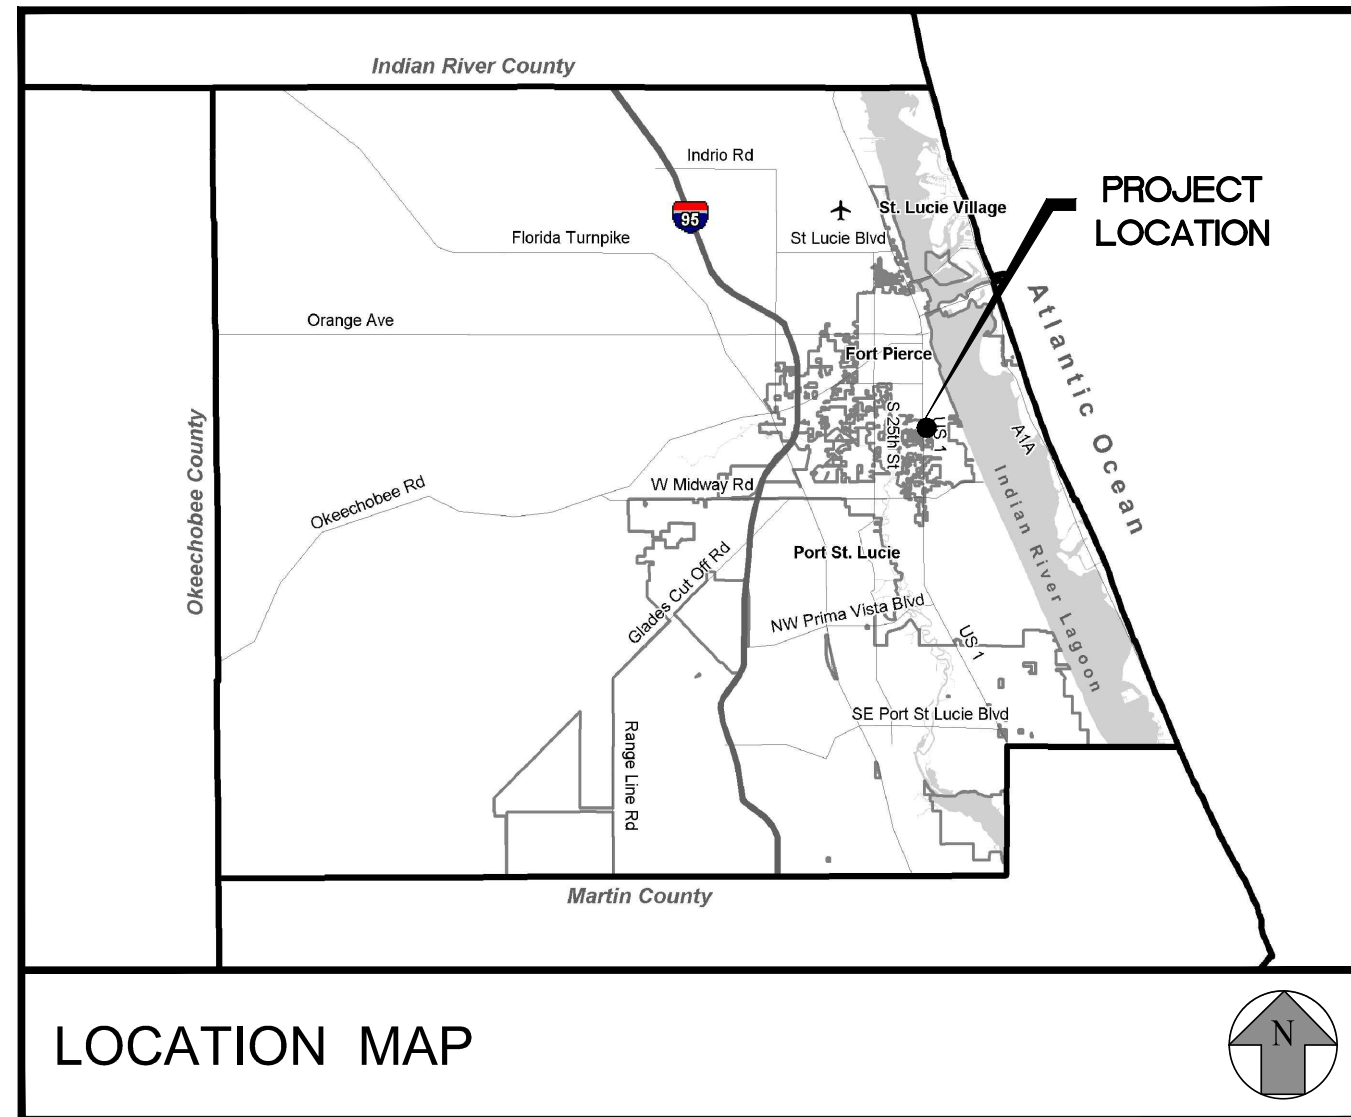 Indian River County
Indrio Rd
95
St. Lucie Village
PROJECT
LOCATION
Florida Turnpike
St Lucie Blvd
Orange Ave
Atlantic Ocean
Fort Pierce
S 25th St
US 1
A1A
Okeechobee County
W Midway Rd
Okeechobee Rd
Indian River Lagoon
Port St. Lucie
Glades Cut Off Rd
NW Prima Vista Blvd
US 1
SE Port St Lucie Blvd
Range Line Rd
Martin County
LOCATION MAP
N